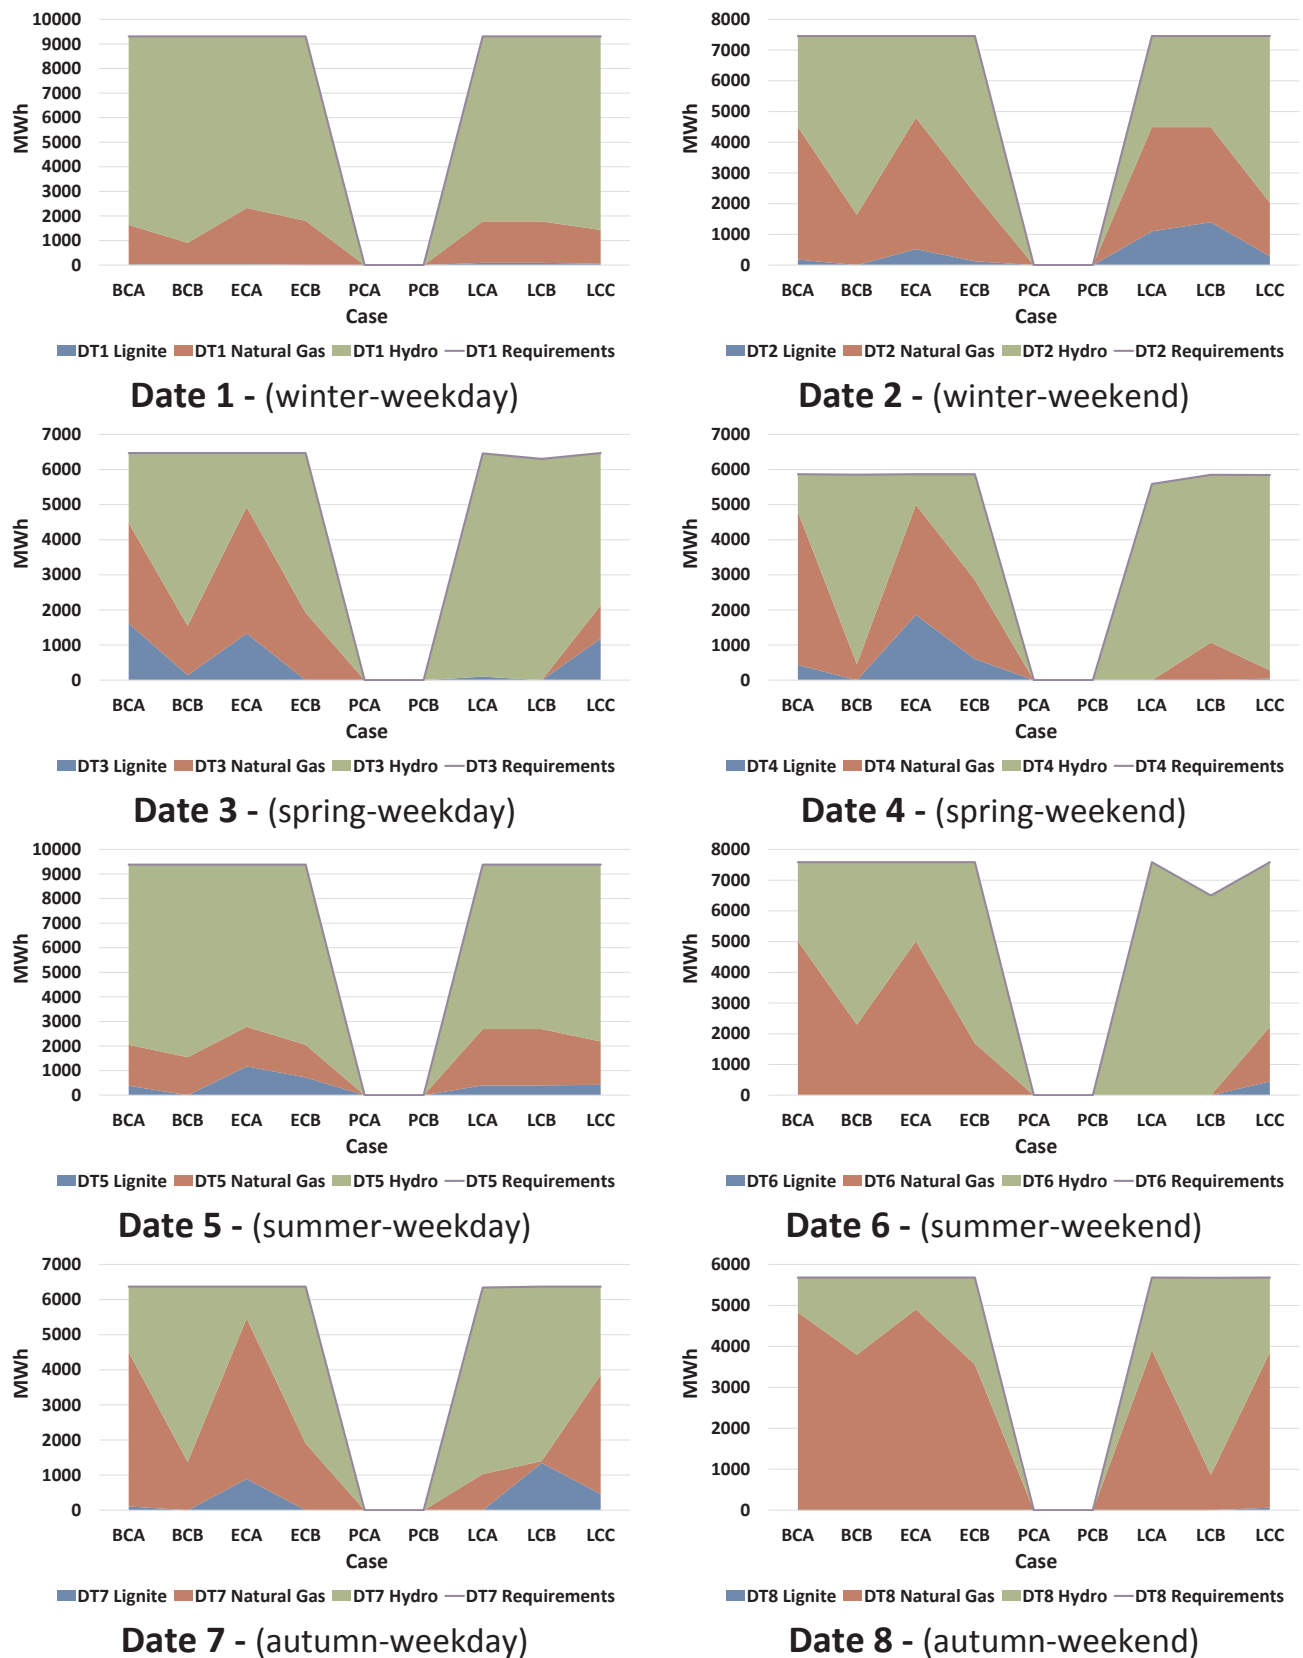 10000
9000
8000
7000
6000
5000
4000
3000
2000
1000
0
MWh
BCA BCB ECA ECB PCA PCB LCA LCB LCC
Case
DT1 Lignite DT1 Natural Gas DT1 Hydro DT1 Requirements
Date 1 - (winter-weekday)
8000
7000
6000
5000
4000
3000
2000
1000
0
MWh
BCA BCB ECA ECB PCA PCB LCA LCB LCC
Case
DT2 Lignite DT2 Natural Gas DT2 Hydro DT2 Requirements
Date 2 - (winter-weekend)
7000
6000
5000
4000
3000
2000
1000
0
MWh
BCA BCB ECA ECB PCA PCB LCA LCB LCC
Case
DT3 Lignite DT3 Natural Gas DT3 Hydro DT3 Requirements
Date 3 - (spring-weekday)
7000
6000
5000
4000
3000
2000
1000
0
MWh
BCA BCB ECA ECB PCA PCB LCA LCB LCC
Case
DT4 Lignite DT4 Natural Gas DT4 Hydro DT4 Requirements
Date 4 - (spring-weekend)
10000
9000
8000
7000
6000
5000
4000
3000
2000
1000
0
MWh
BCA BCB ECA ECB PCA PCB LCA LCB LCC
Case
DT5 Lignite DT5 Natural Gas DT5 Hydro DT5 Requirements
Date 5 - (summer-weekday)
8000
7000
6000
5000
4000
3000
2000
1000
0
MWh
BCA BCB ECA ECB PCA PCB LCA LCB LCC
Case
DT6 Lignite DT6 Natural Gas DT6 Hydro DT6 Requirements
Date 6 - (summer-weekend)
7000
6000
5000
4000
3000
2000
1000
0
MWh
BCA BCB ECA ECB PCA PCB LCA LCB LCC
Case
DT7 Lignite DT7 Natural Gas DT7 Hydro DT7 Requirements
Date 7 - (autumn-weekday)
6000
5000
4000
3000
2000
1000
0
MWh
BCA BCB ECA ECB PCA PCB LCA LCB LCC
Case
DT8 Lignite DT8 Natural Gas DT8 Hydro DT8 Requirements
Date 8 - (autumn-weekend)